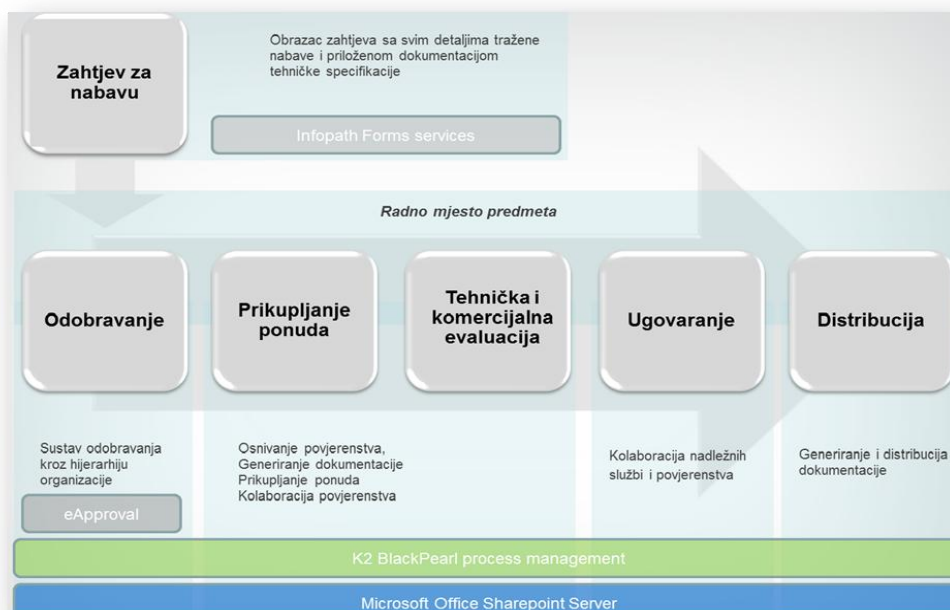 Zahtjev za
nabavu
Obrazac zahtjeva sa svim detaljima tražene
nabave i priloženom dokumentacijom
tehničke specifikacije
Infopath Forms services
Radno mjesto predmeta
Odobravanje
Prikupljanje
ponuda
Tehnička i
komercijalna
evaluacija
Ugovaranje
Distribucija
Sustav odobravanja
kroz hijerarhiju
organizacije
eApproval
Osnivanje povjerenstva,
Generiranje dokumentacije
Prikupljanje ponuda
Kolaboracija povjerenstva
Kolaboracija nadležnih
službi i povjerenstva
Generiranje i distribucija
dokumentacije
K2 BlackPearl process management
Microsoft Office Sharepoint Server